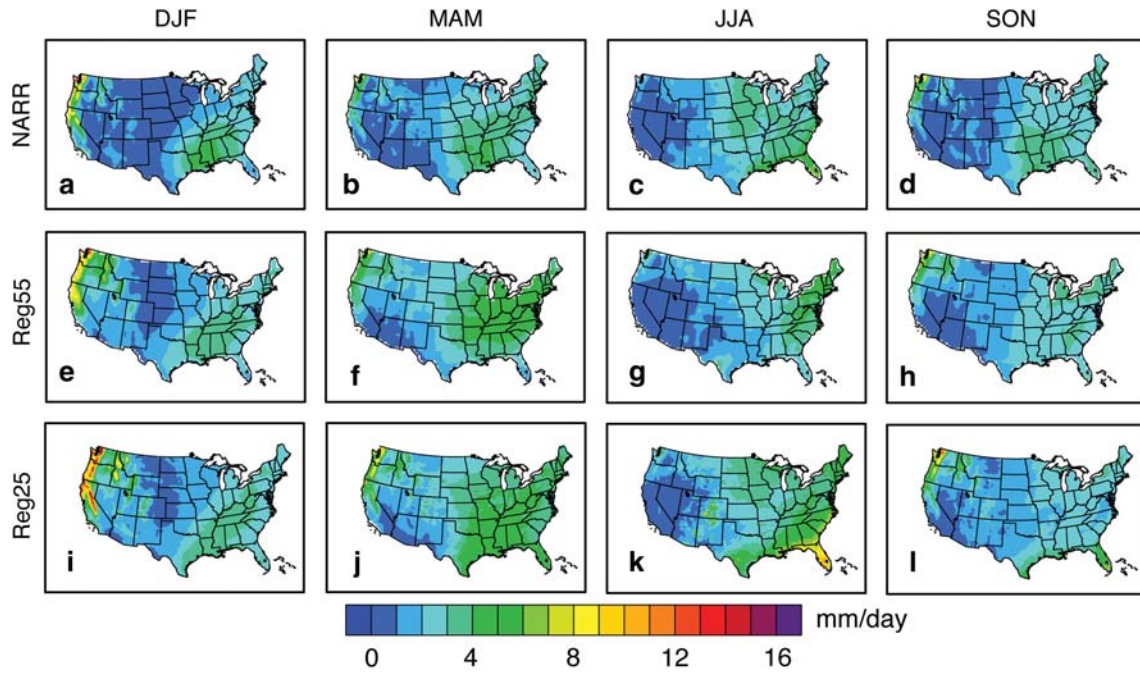 DJF MAM JJA SON
NARR
a b c d
Reg55
e f g h
Reg25
i j k l
mm/day
0 4 8 12 16